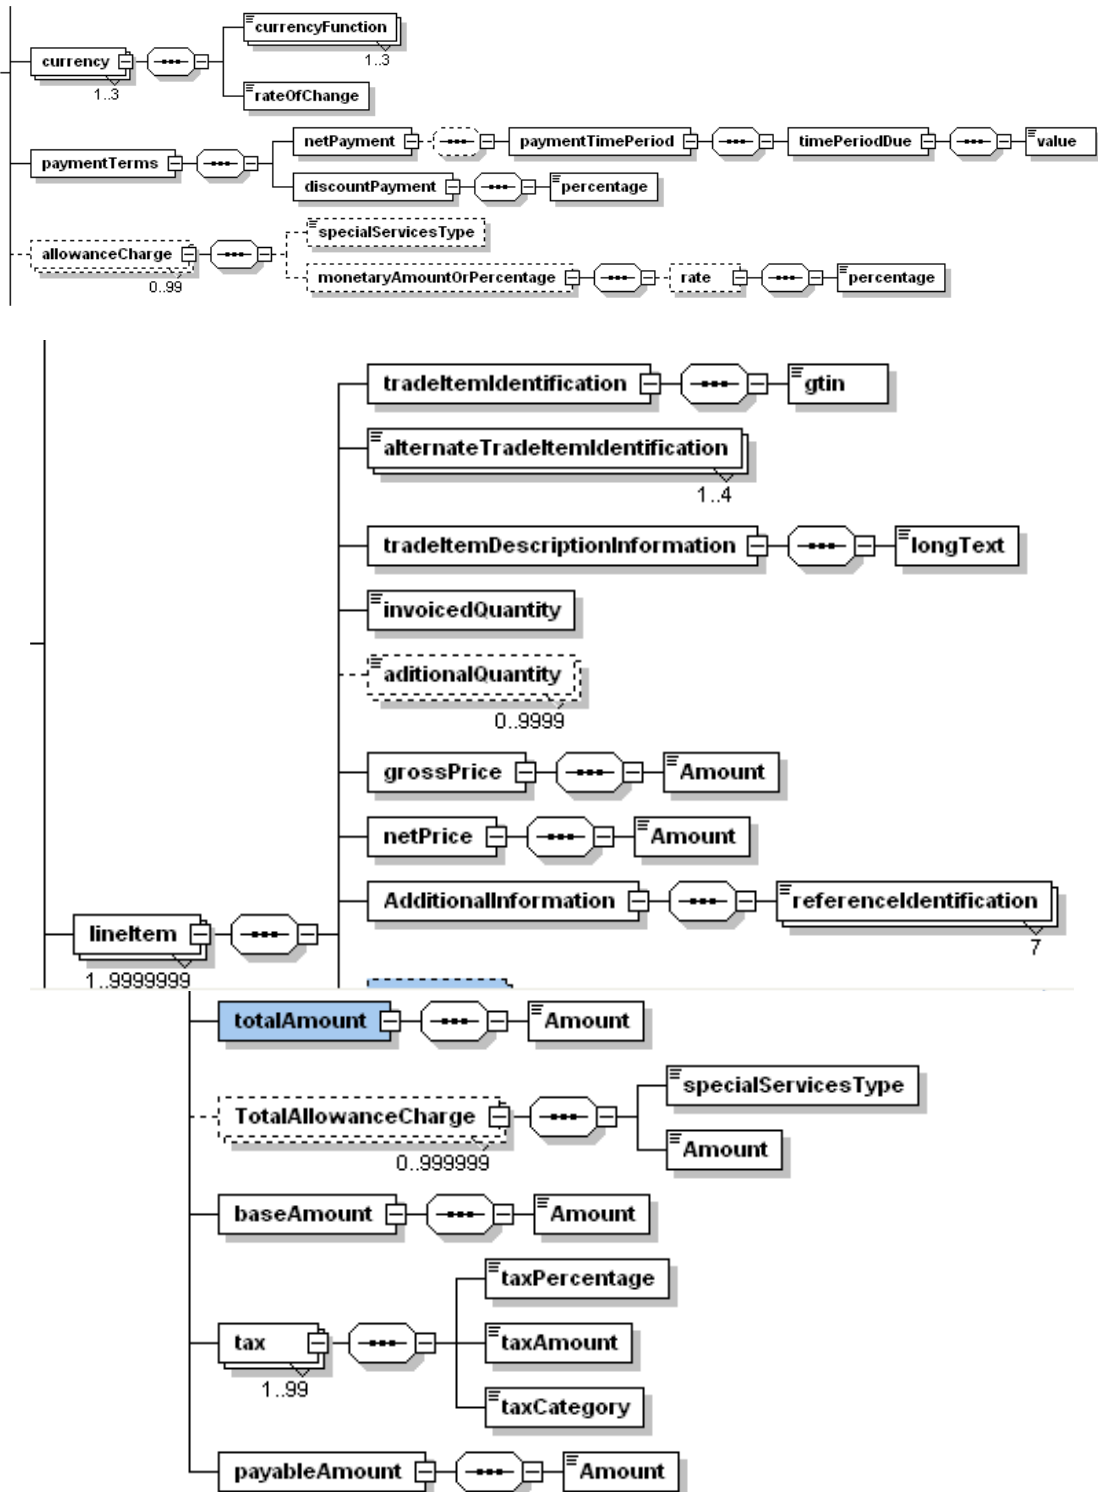 currencyFunction
1..3
currency
1..3
rateOfChange
netPayment
paymentTimePeriod
timePeriodDue
value
paymentTerms
discountPayment
percentage
specialServicesType
allowanceCharge
0..99
monetaryAmountOrPercentage
rate
percentage
tradeItemIdentification
gtin
alternateTradeItemIdentification
1..4
tradeItemDescriptionInformation
longText
invoicedQuantity
aditionalQuantity
0..9999
grossPrice
Amount
netPrice
Amount
AdditionalInformation
referenceIdentification
7
lineItem
1..9999999
totalAmount
Amount
specialServicesType
TotalAllowanceCharge
0..999999
Amount
baseAmount
Amount
taxPercentage
tax
1..99
taxAmount
taxCategory
payableAmount
Amount